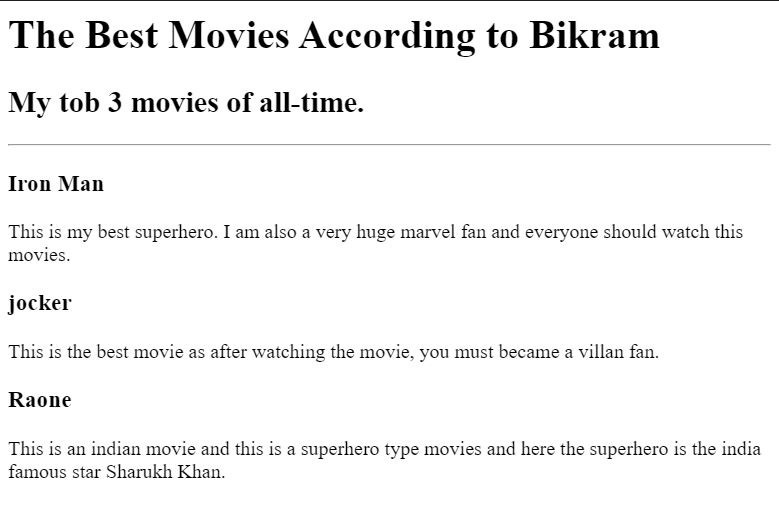 The Best Movies According to Bikram
My tob 3 movies of all-time.
Iron Man
This is my best superhero. I am also a very huge marvel fan and everyone should watch this
movies.
jocker
This is the best movie as after watching the movie, you must became a villan fan.
Raone
This is an indian movie and this is a superhero type movies and here the superhero is the india
famous star Sharukh Khan.